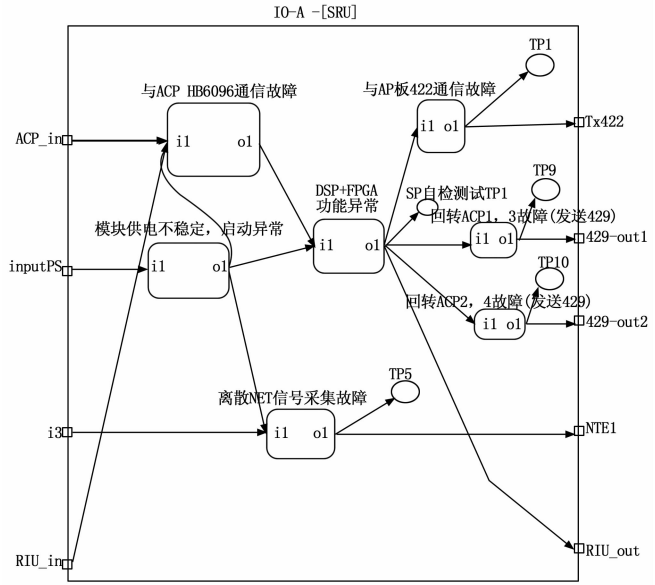 IO-A -[SRU]
TP1
与ACP HB6096通信故障
与AP板422通信故障
i1 o1
i1 o1
Tx422
ACP_in
DSP+FPGA
功能异常
SP自检测试TP1
TP9
回转ACP1，3故障(发送429)
模块供电不稳定，启动异常
i1 o1
i1 o1
i1 o1
429-out1
inputPS
TP10
回转ACP2，4故障(发送429)
i1 o1
429-out2
TP5
离散NET信号采集故障
i3
i1 o1
NTE1
RIU_in
RIU_out